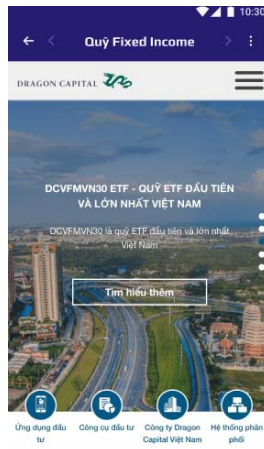 10:30
Quỹ Fixed Income
DRAGON CAPITAL
DCVFMVN30 ETF - QUỸ ETF ĐẦU TIÊN
VÀ LỚN NHẤT VIỆT NAM
DCVFMVN30 là quỹ ETF đầu tiên và lớn nhất
Việt Nam
Tìm hiểu thêm
Ứng dụng đầu
tư
Công cụ đầu tư
Công ty Dragon
Capital Việt Nam
Hệ thống phân
phối